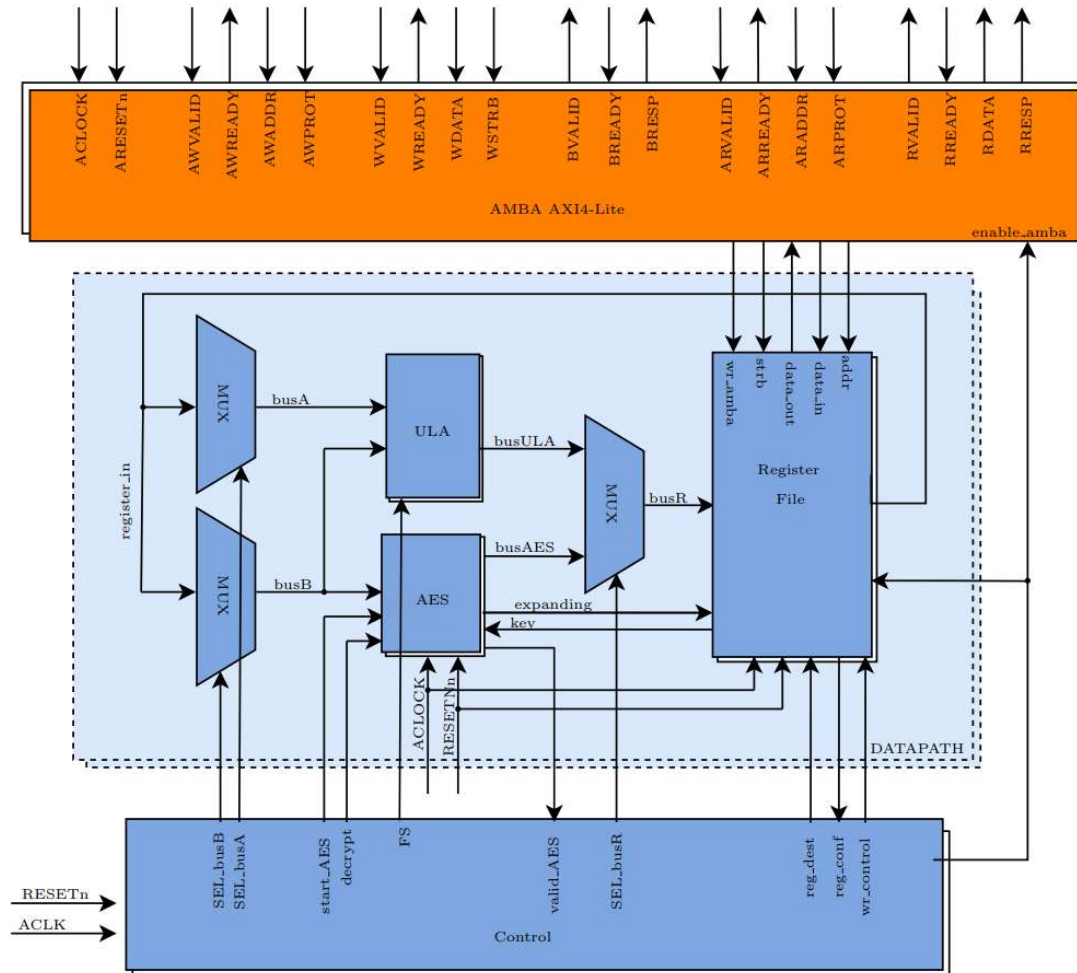 ACLOCK
ARESETn
AWVALID
AWREADY
AWADDR
AWPROT
WVALID
WREADY
WDATA
WSTRB
BVALID
BREADY
BRESP
ARVALID
ARREADY
ARADDR
ARPROT
RVALID
RREADY
RDATA
RRESP
AMBA AXI4-Lite
enable_amba
wr_amba
strb
data_out
data_in
addr
MUX
busA
ULA
busULA
MUX
busR
Register
File
register_in
MUX
busB
AES
busAES
expanding
key
ACLOCK
RESETNn
DATAPATH
SEL_busB
SEL_busA
start_AES
decrypt
FS
valid_AES
SEL_busR
reg_dest
reg_conf
wr_control
RESETn
ACLK
Control